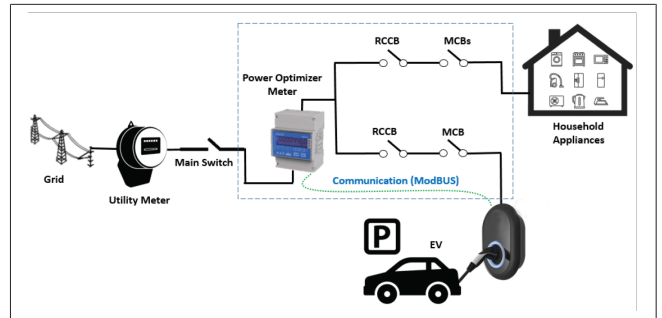 RCCB
MCBs
Power Optimizer
Meter
Household
Appliances
RCCB
MCB
Main Switch
Grid
Utility Meter
Communication (ModBUS)
P
EV